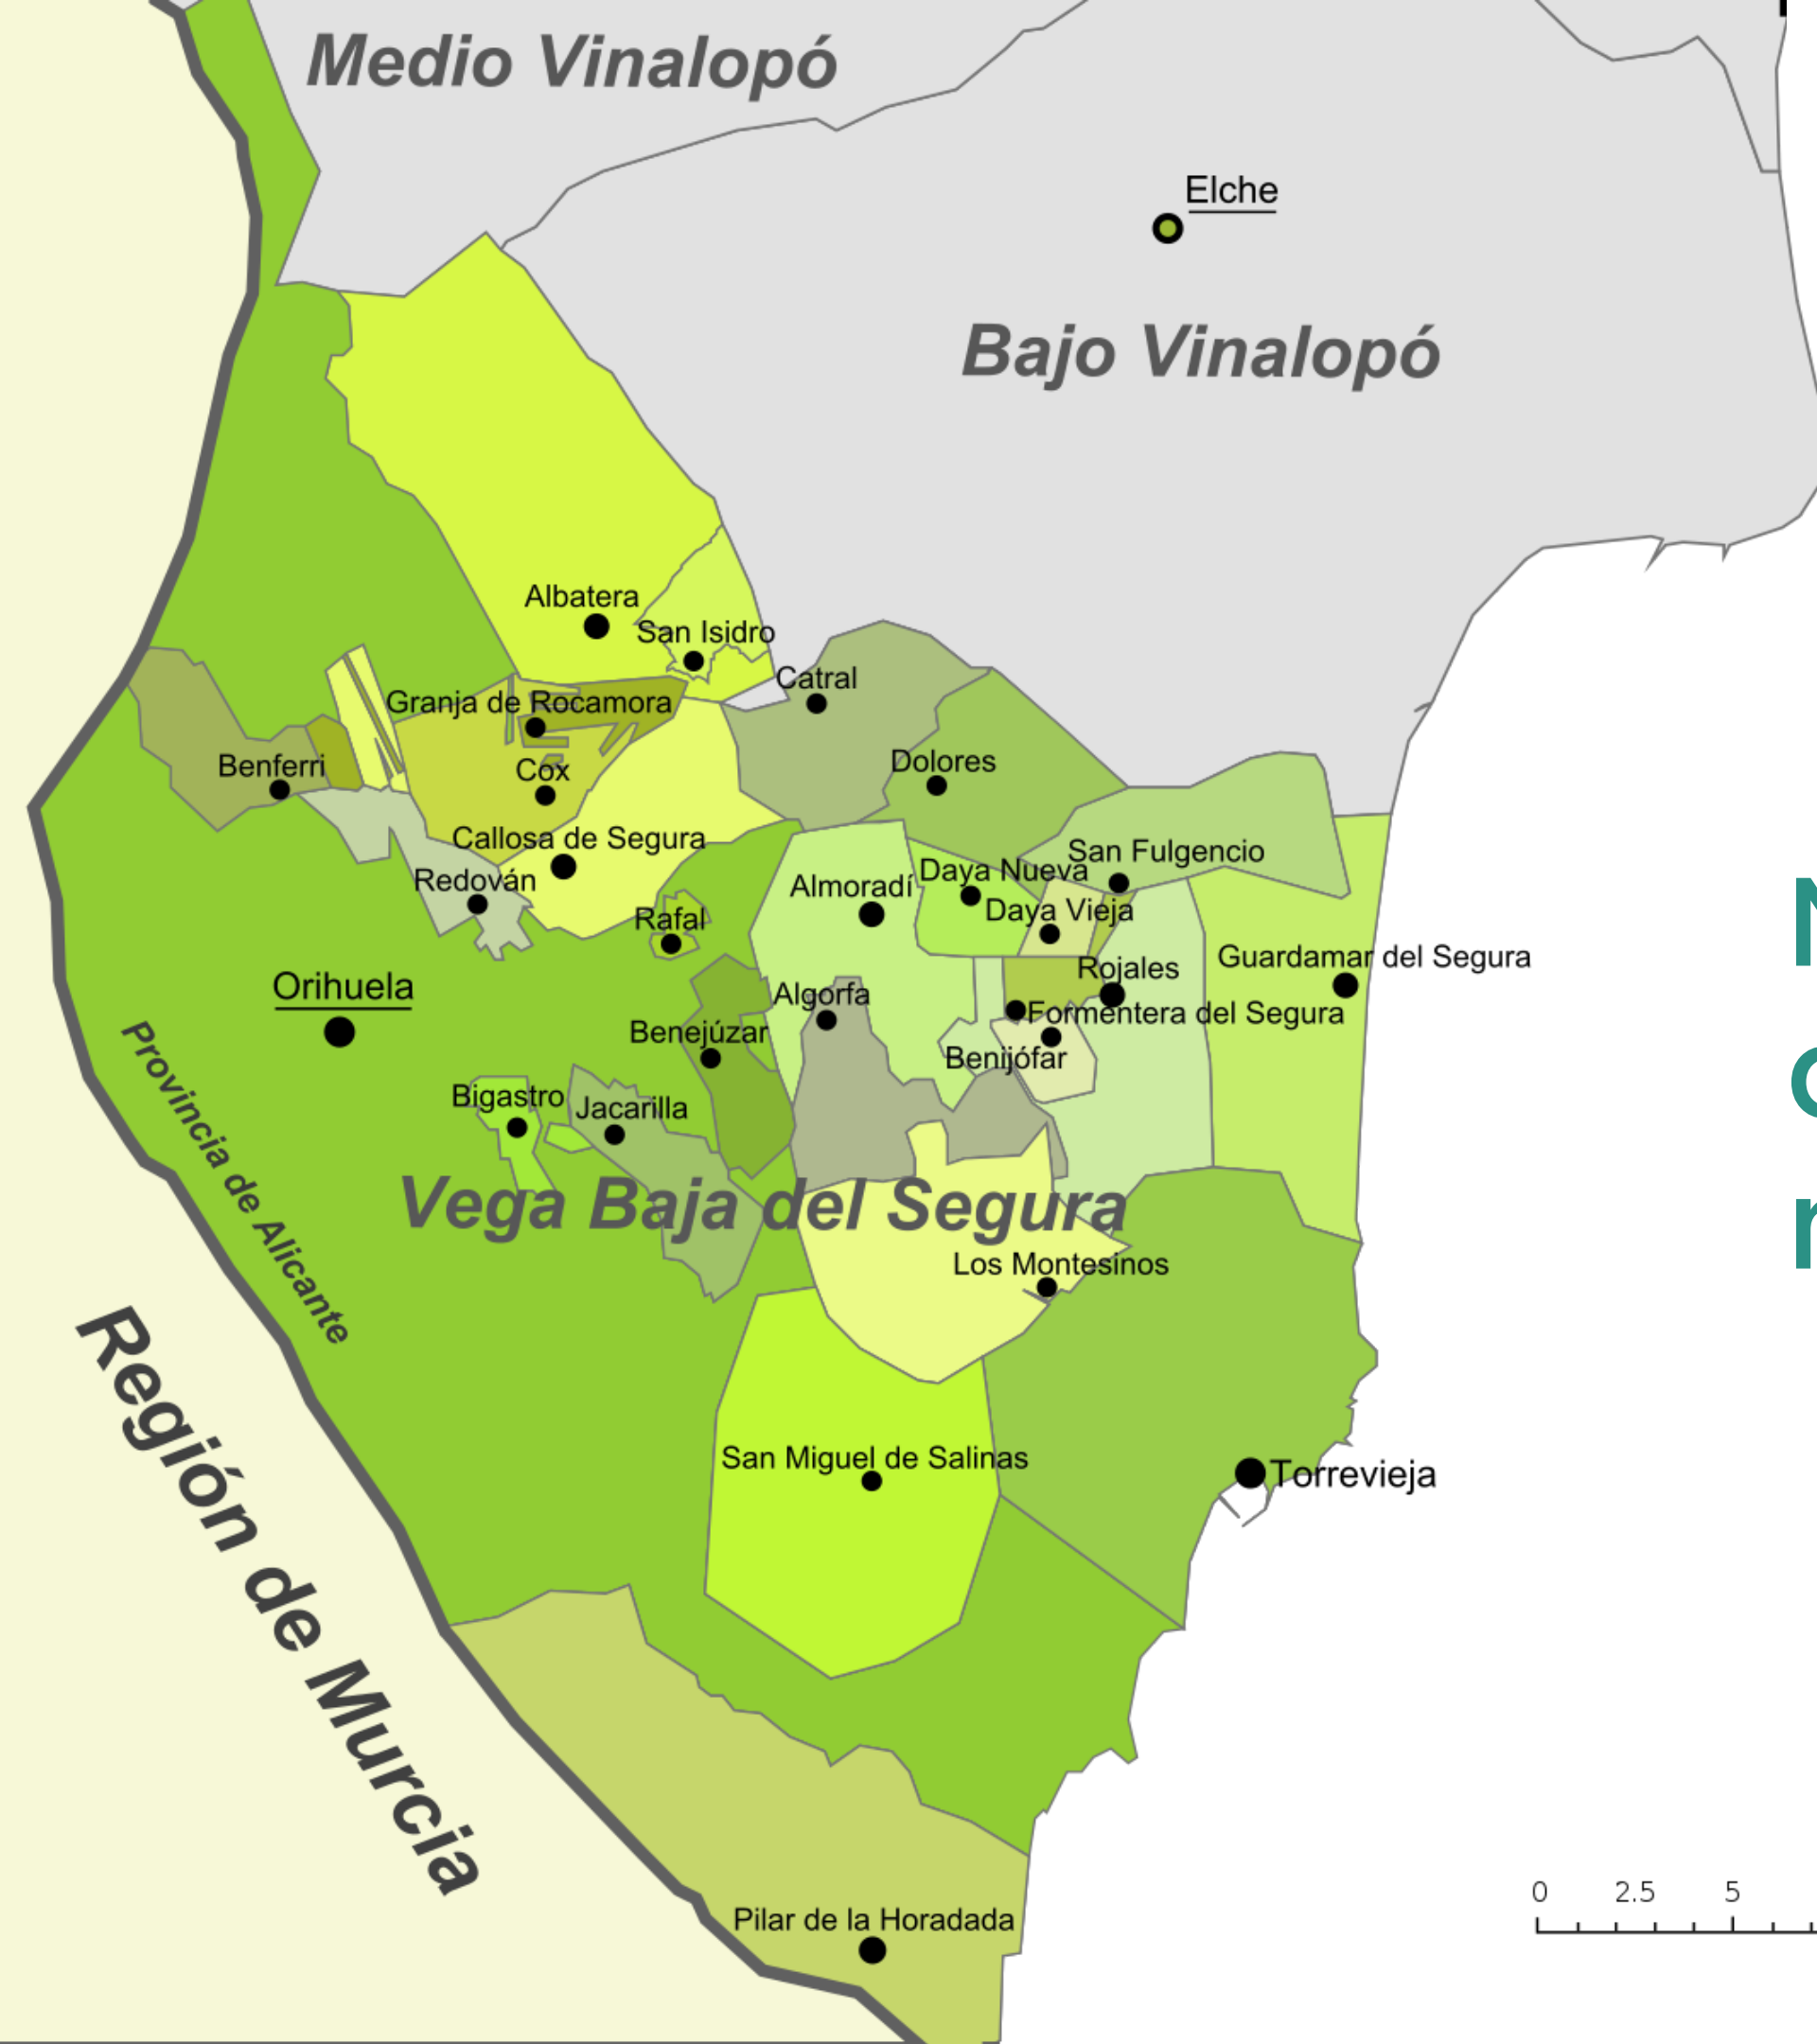 Medio Vinalopó
Elche
Bajo Vinalopó
Albatera
San Isidro
Catral
Granja de Rocamora
Benferri
Cox
Dolores
Callosa de Segura
San Fulgencio
Redován
Daya Nueva
Almoradí
Daya Vieja
Rafal
Guardamar del Segura
Rojales
Orihuela
Algorfa
Formentera del Segura
Benejúzar
Benijófar
Bigastro
Jacarilla
Provincia de Alicante
Vega Baja del Segura
Los Montesinos
Región de Murcia
San Miguel de Salinas
Torrevieja
0 2.5 5
Pilar de la Horadada